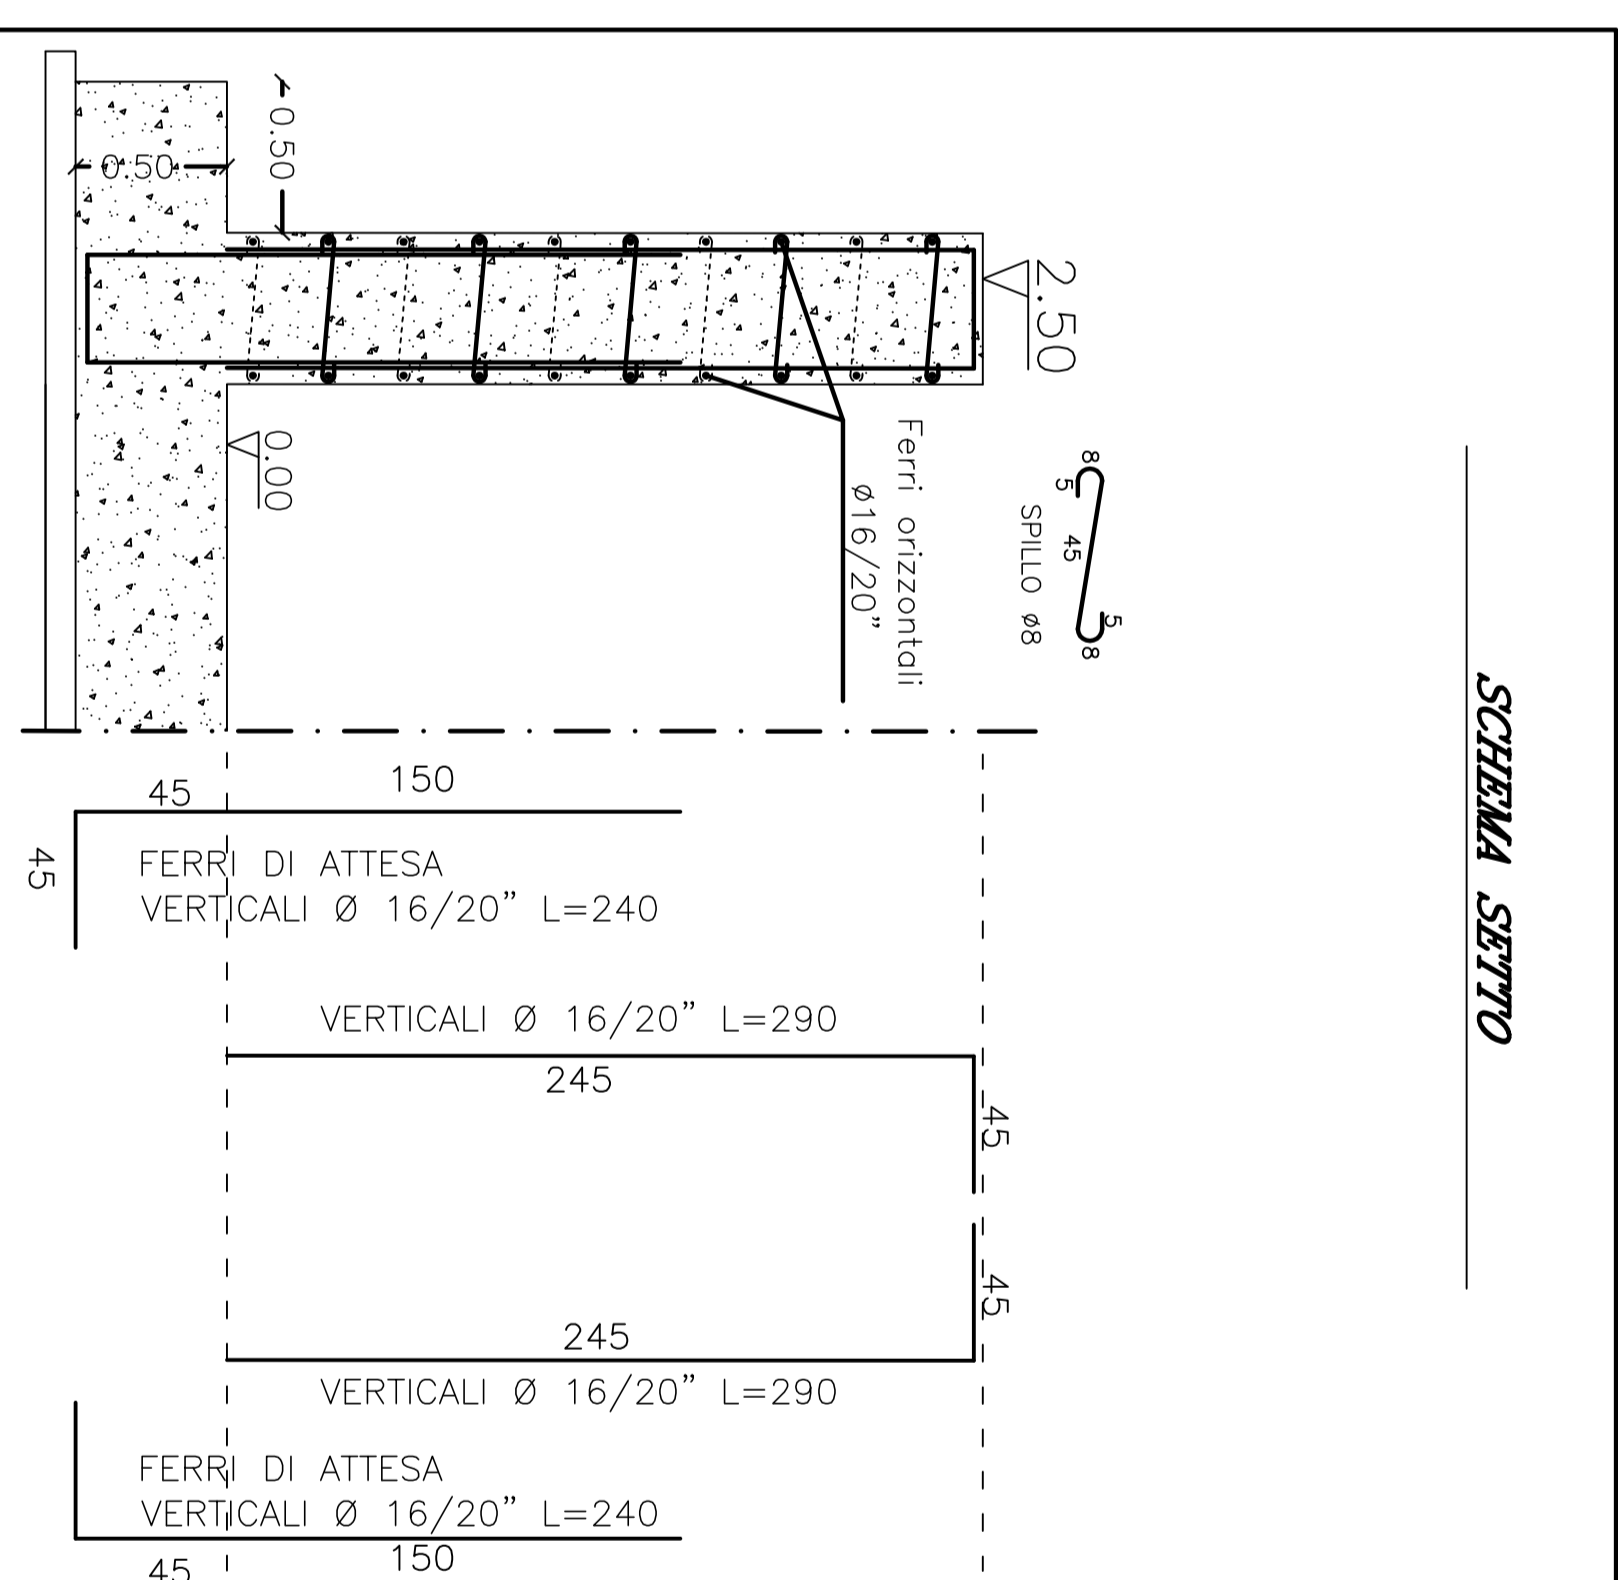 SCHEMA SETTO
0.50
0.50
2.50
0.00
Ferri orizzontali
ø16/20”
8
5
45
5
8
SPILLO ø8
45
150
45
FERRI DI ATTESA
VERTICALI Ø 16/20” L=240
VERTICALI Ø 16/20” L=290
245
45
45
245
VERTICALI Ø 16/20” L=290
FERRI DI ATTESA
VERTICALI Ø 16/20” L=240
150
45